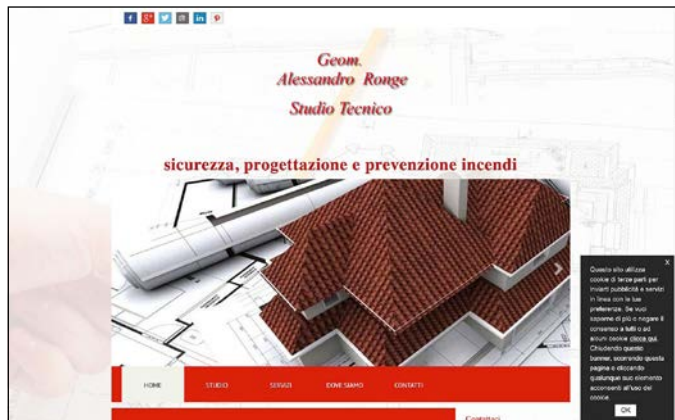 Geom.
Alessandro Ronge
Studio Tecnico
sicurezza, progettazione e prevenzione incendi
HOME STUDIO SERVIZI DOVE SIAMO CONTATTI
Contattaci
X
Questo sito utilizza
cookie di terze parti per
inviarti pubblicità e servizi
in linea con le tue
preferenze. Se vuoi
saperne di più o negare il
consenso a tutti o ad
alcuni cookie clicca qui.
Chiudendo questo
banner, scorrendo questa
pagina o cliccando
qualunque suo elemento
acconsenti all'uso dei
cookie.
OK